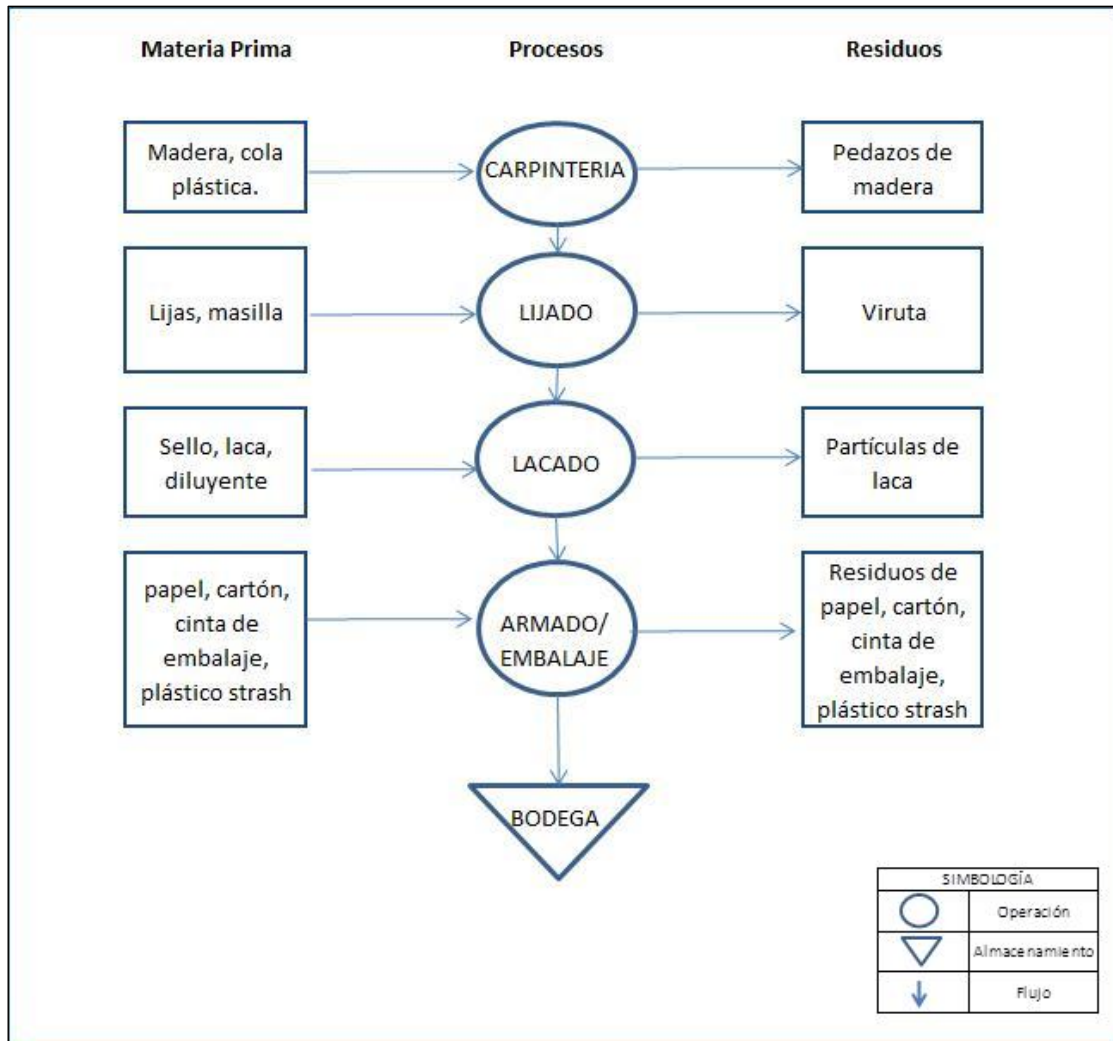 Materia Prima
Procesos
Residuos
Madera, cola
plástica.
CARPINTERIA
Pedazos de
madera
Lijas, masilla
LIJADO
Viruta
Sello, laca,
diluyente
LACADO
Partículas de
laca
papel, cartón,
cinta de
embalaje,
plástico strash
ARMADO/
EMBALAJE
Residuos de
papel, cartón,
cinta de
embalaje,
plástico strash
BODEGA
SIMBOLOGÍA
Operación
Almacenamiento
Flujo